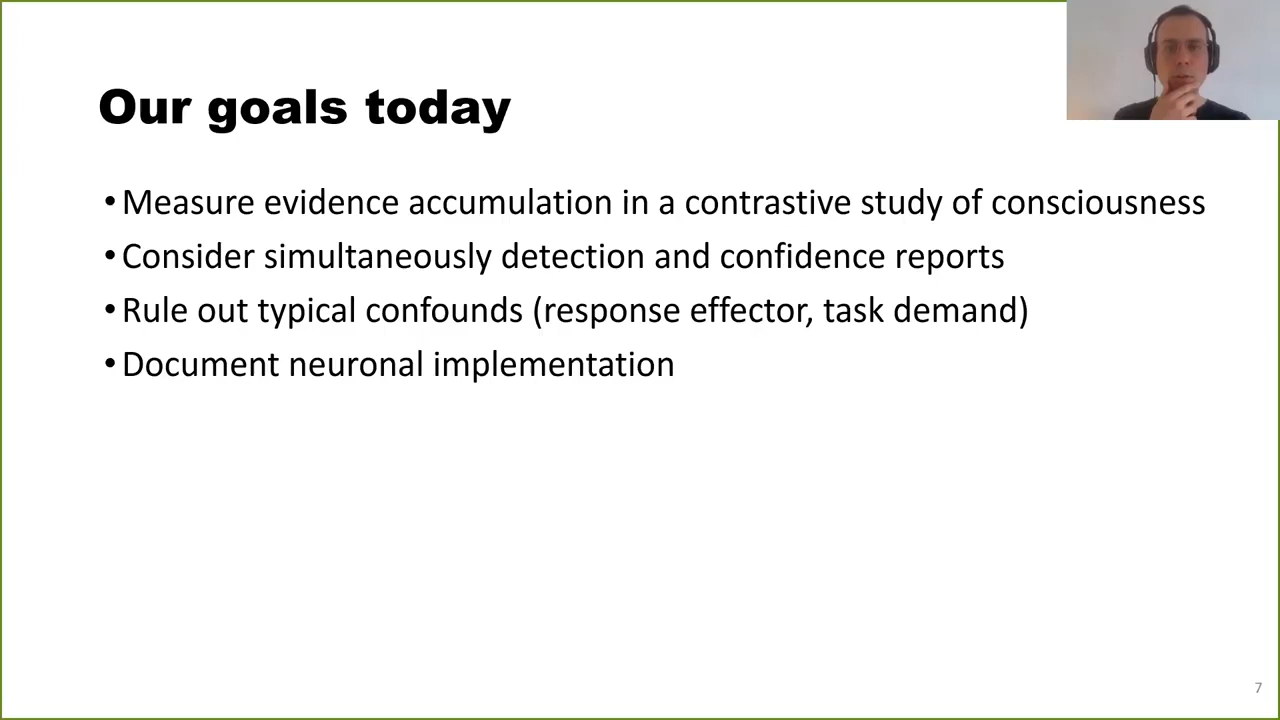 Our goals today
• Measure evidence accumulation in a contrastive study of consciousness
• Consider simultaneously detection and confidence reports
• Rule out typical confounds (response effector, task demand)
• Document neuronal implementation
7